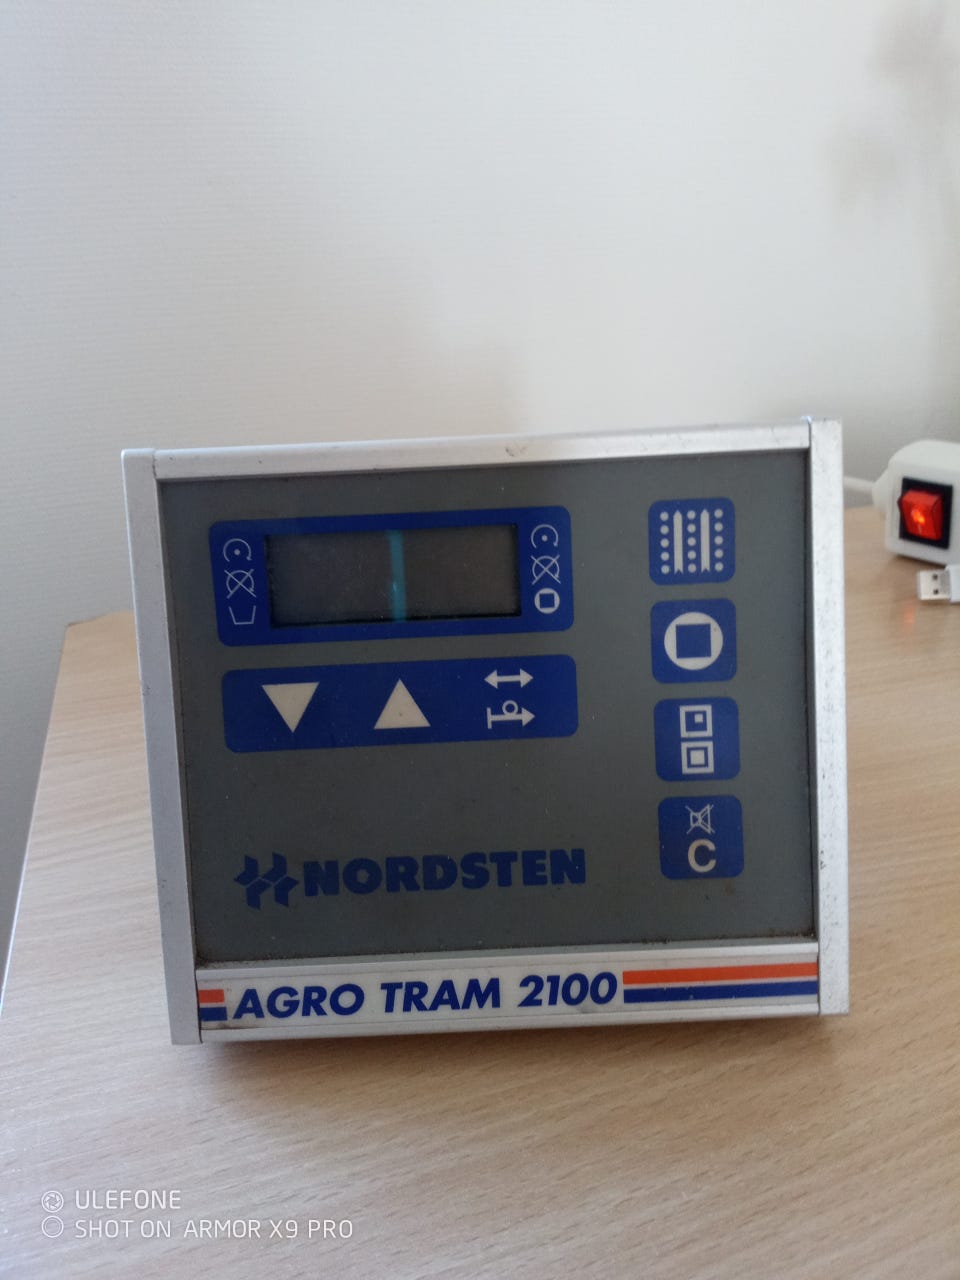 C
NORDSTEN
AGRO TRAM 2100
ULEFONE
SHOT ON ARMOR X9 PRO